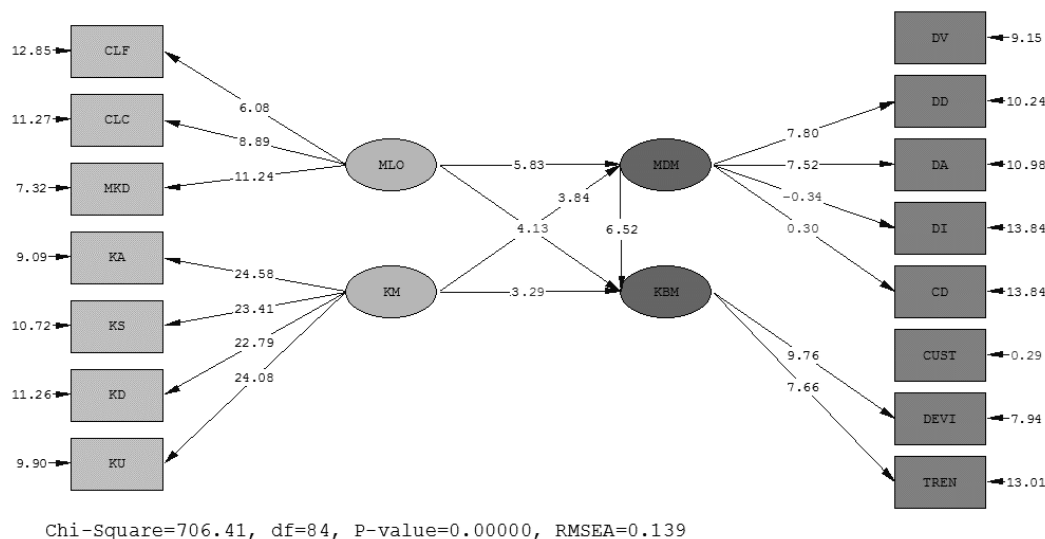 12.85
CLF
11.27
CLC
7.32
MKD
9.09
KA
10.72
KS
11.26
KD
9.90
KU
6.08
8.89
11.24
24.58
23.41
22.79
24.08
MLO
KM
5.83
3.84
4.13
6.52
3.29
MDM
KBM
7.80
7.52
-0.34
0.30
9.76
7.66
DV
9.15
DD
10.24
DA
10.98
DI
13.84
CD
13.84
CUST
0.29
DEVI
7.94
TREN
13.01
Chi-Square=706.41, df=84, P-value=0.00000, RMSEA=0.139